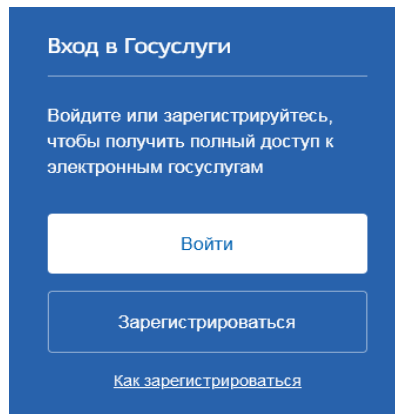 Вход в Госуслуги
Войдите или зарегистрируйтесь,
чтобы получить полный доступ к
электронным госуслугам
Войти
Зарегистрироваться
Как зарегистрироваться